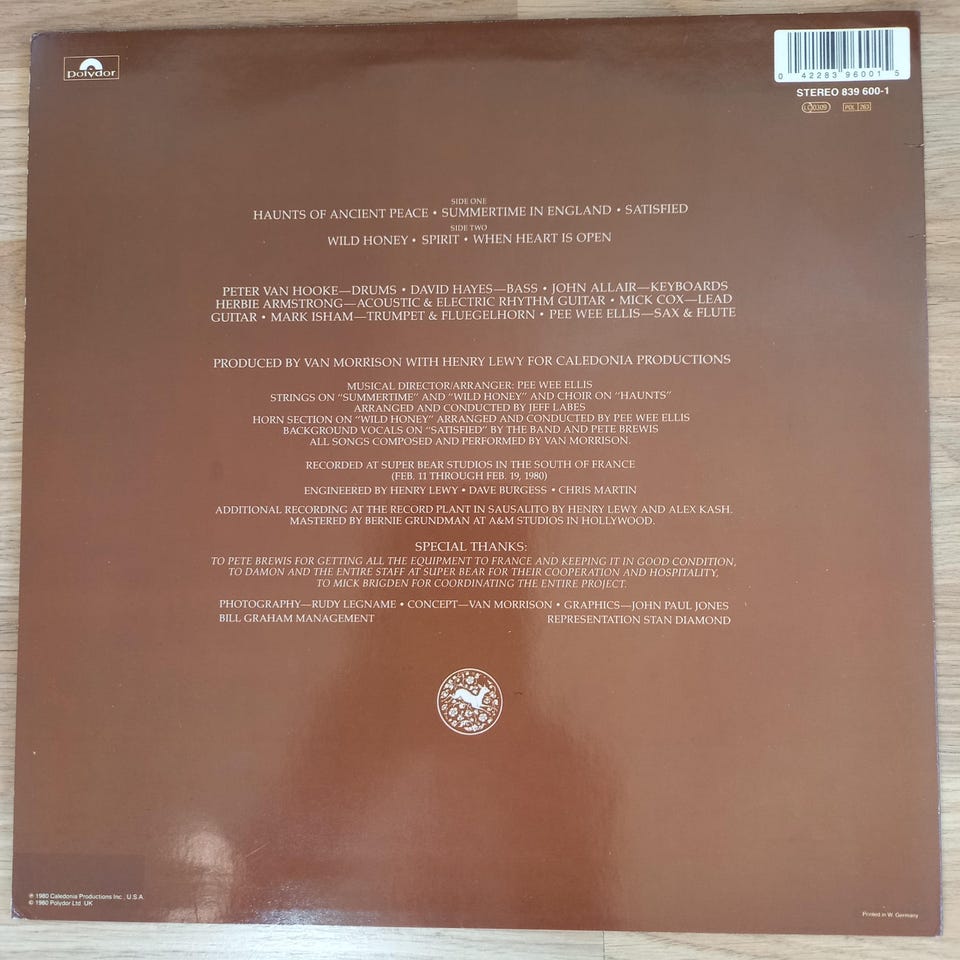 polydor
0 42283 96001 5
STEREO 839 600-1
LC 0309
POL 263
SIDE ONE
HAUNTS OF ANCIENT PEACE • SUMMERTIME IN ENGLAND • SATISFIED
SIDE TWO
WILD HONEY • SPIRIT • WHEN HEART IS OPEN
PETER VAN HOOKE—DRUMS • DAVID HAYES—BASS • JOHN ALLAIR—KEYBOARDS
HERBIE ARMSTRONG—ACOUSTIC & ELECTRIC RHYTHM GUITAR • MICK COX—LEAD
GUITAR • MARK ISHAM—TRUMPET & FLUEGELHORN • PEE WEE ELLIS—SAX & FLUTE
PRODUCED BY VAN MORRISON WITH HENRY LEWY FOR CALEDONIA PRODUCTIONS
MUSICAL DIRECTOR/ARRANGER: PEE WEE ELLIS
STRINGS ON "SUMMERTIME" AND "WILD HONEY" AND CHOIR ON "HAUNTS"
ARRANGED AND CONDUCTED BY JEFF LABES
HORN SECTION ON "WILD HONEY" ARRANGED AND CONDUCTED BY PEE WEE ELLIS
BACKGROUND VOCALS ON "SATISFIED" BY THE BAND AND PETE BREWIS
ALL SONGS COMPOSED AND PERFORMED BY VAN MORRISON.
RECORDED AT SUPER BEAR STUDIOS IN THE SOUTH OF FRANCE
(FEB. 11 THROUGH FEB. 19, 1980)
ENGINEERED BY HENRY LEWY • DAVE BURGESS • CHRIS MARTIN
ADDITIONAL RECORDING AT THE RECORD PLANT IN SAUSALITO BY HENRY LEWY AND ALEX KASH.
MASTERED BY BERNIE GRUNDMAN AT A&M STUDIOS IN HOLLYWOOD.
SPECIAL THANKS:
TO PETE BREWIS FOR GETTING ALL THE EQUIPMENT TO FRANCE AND KEEPING IT IN GOOD CONDITION,
TO DAMON AND THE ENTIRE STAFF AT SUPER BEAR FOR THEIR COOPERATION AND HOSPITALITY,
TO MICK BRIGDEN FOR COORDINATING THE ENTIRE PROJECT.
PHOTOGRAPHY—RUDY LEGNAME • CONCEPT—VAN MORRISON • GRAPHICS—JOHN PAUL JONES
BILL GRAHAM MANAGEMENT REPRESENTATION STAN DIAMOND
℗ 1980 Caledonia Productions Inc., U.S.A.
© 1980 Polydor Ltd. UK
Printed in W. Germany